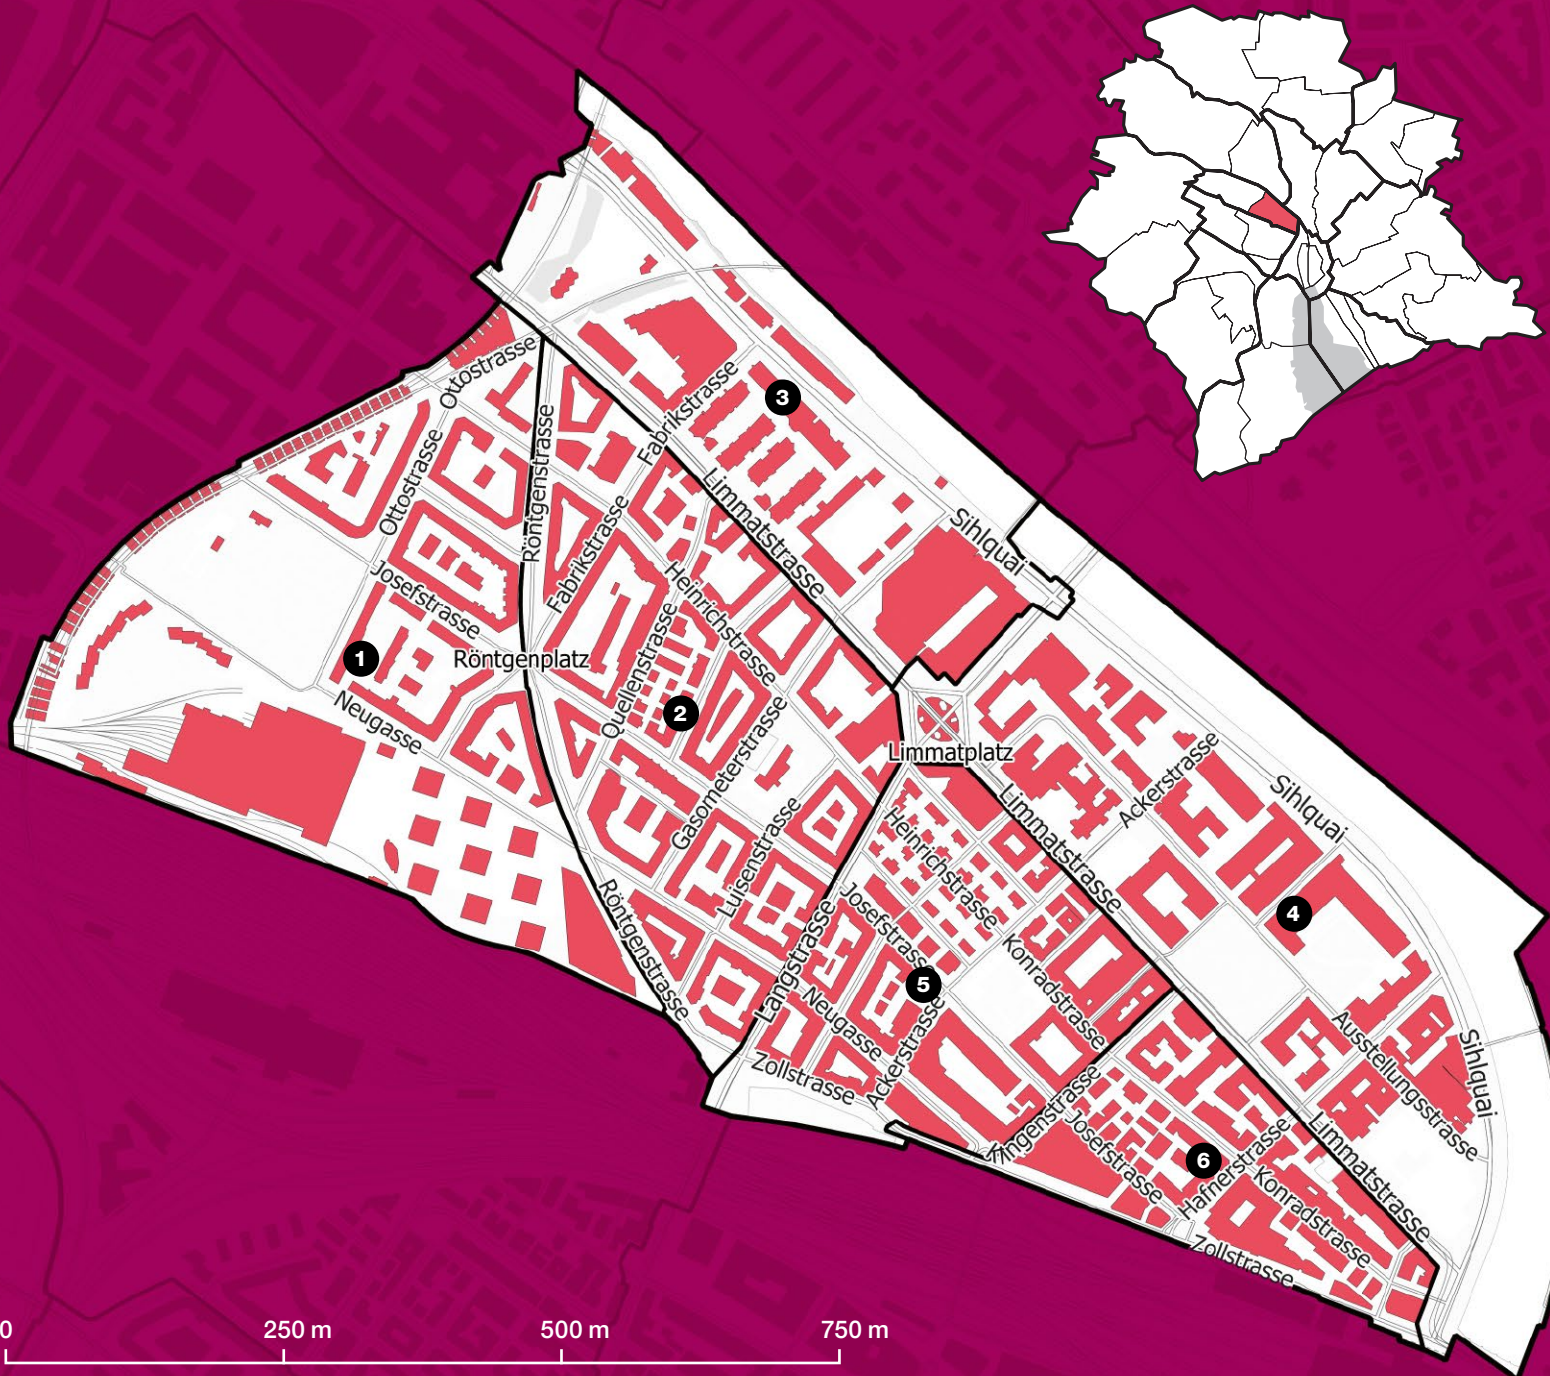 Ottostrasse
Röntgenstrasse
Fabrikstrasse
3
Ottostrasse
Limmatstrasse
Sihlquai
Fabrikstrasse
Josefstrasse
Heinrichstrasse
1
Röntgenplatz
Quellenstrasse
2
Neugasse
Gasometerstrasse
Limmatplatz
Ackerstrasse
Sihlquai
Limmatstrasse
Heinrichstrasse
Luisenstrasse
Röntgenstrasse
Josefstrasse
4
Langstrasse
5
Konradstrasse
Neugasse
Ackerstrasse
Zollstrasse
Ausstellungsstrasse
Sihlquai
Tingenstrasse
Josefstrasse
6
Hafnerstrasse
Limmatstrasse
Konradstrasse
Zollstrasse
0 250 m 500 m 750 m